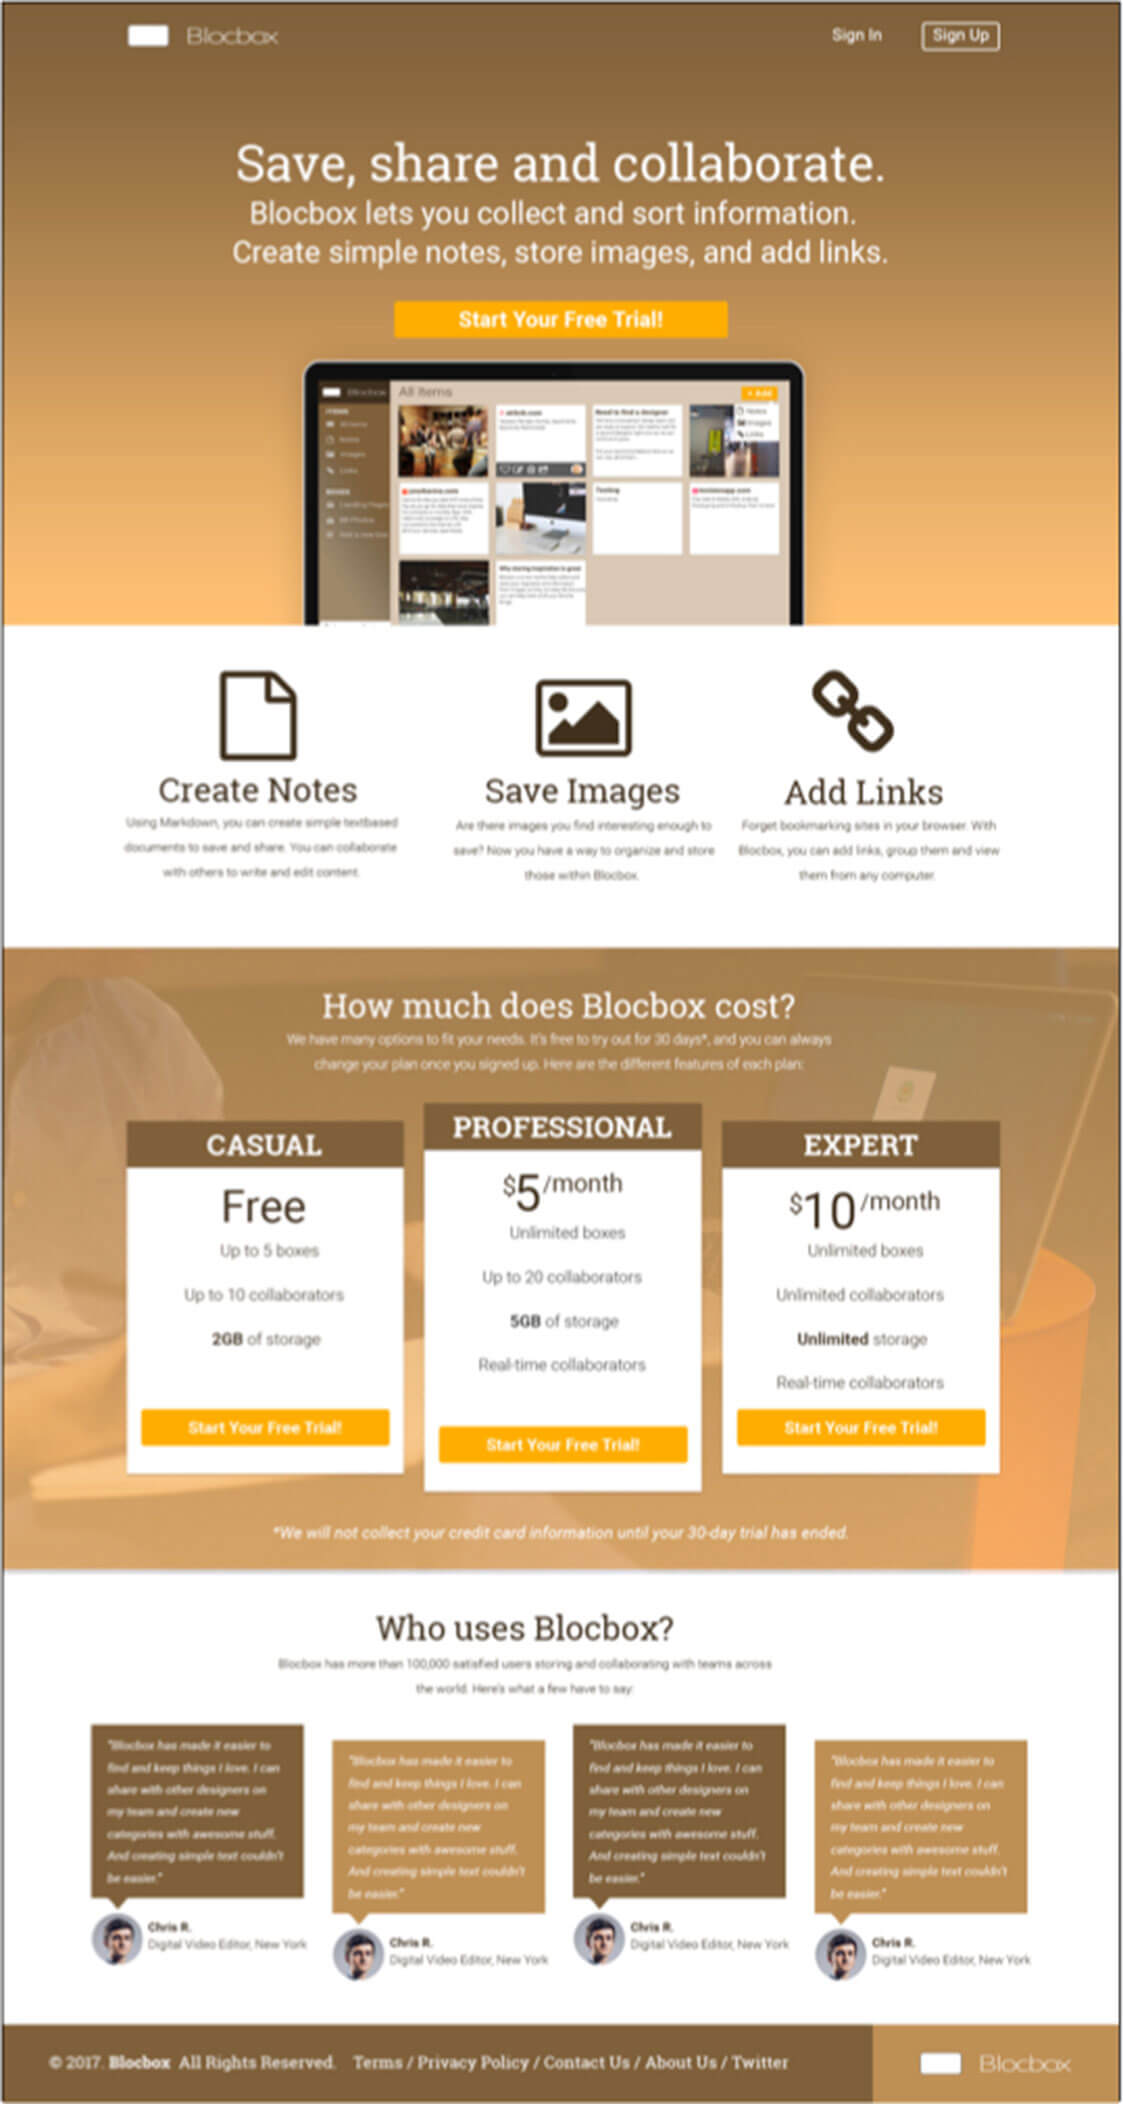 Blocbox
Sign In
Sign Up
Save, share and collaborate.
Blocbox lets you collect and sort information.
Create simple notes, store images, and add links.
Start Your Free Trial!
Blocbox
All Items
+ Add
Notes
Images
Links
Notes
Images
Links
Need to find a designer
Testing
Why storing inspiration is great
Create Notes
Using Markdown, you can create simple textbased
documents to save and share. You can collaborate
with others to write and edit content.
Save Images
Are there images you find interesting enough to
save? Now you have a way to organize and store
those within Blocbox.
Add Links
Forget bookmarking sites in your browser. With
Blocbox, you can add links, group them and view
them from any computer.
How much does Blocbox cost?
We have many options to fit your needs. It's free to try out for 30 days*, and you can always
change your plan once you signed up. Here are the different features of each plan:
CASUAL
Free
Up to 5 boxes
Up to 10 collaborators
2GB of storage
Start Your Free Trial!
PROFESSIONAL
$5/month
Unlimited boxes
Up to 20 collaborators
5GB of storage
Real-time collaborators
Start Your Free Trial!
EXPERT
$10/month
Unlimited boxes
Unlimited collaborators
Unlimited storage
Real-time collaborators
Start Your Free Trial!
*We will not collect your credit card information until your 30-day trial has ended.
Who uses Blocbox?
Blocbox has more than 100,000 satisfied users storing and collaborating with teams across
the world. Here's what a few have to say:
"Blocbox has made it easier to
find and keep things I love. I can
share with other designers on
my team and create new
categories with awesome stuff.
And creating simple text couldn't
be easier."
Chris R.
Digital Video Editor, New York
"Blocbox has made it easier to
find and keep things I love. I can
share with other designers on
my team and create new
categories with awesome stuff.
And creating simple text couldn't
be easier."
Chris R.
Digital Video Editor, New York
"Blocbox has made it easier to
find and keep things I love. I can
share with other designers on
my team and create new
categories with awesome stuff.
And creating simple text couldn't
be easier."
Chris R.
Digital Video Editor, New York
"Blocbox has made it easier to
find and keep things I love. I can
share with other designers on
my team and create new
categories with awesome stuff.
And creating simple text couldn't
be easier."
Chris R.
Digital Video Editor, New York
© 2017. Blocbox All Rights Reserved. Terms / Privacy Policy / Contact Us / About Us / Twitter
Blocbox